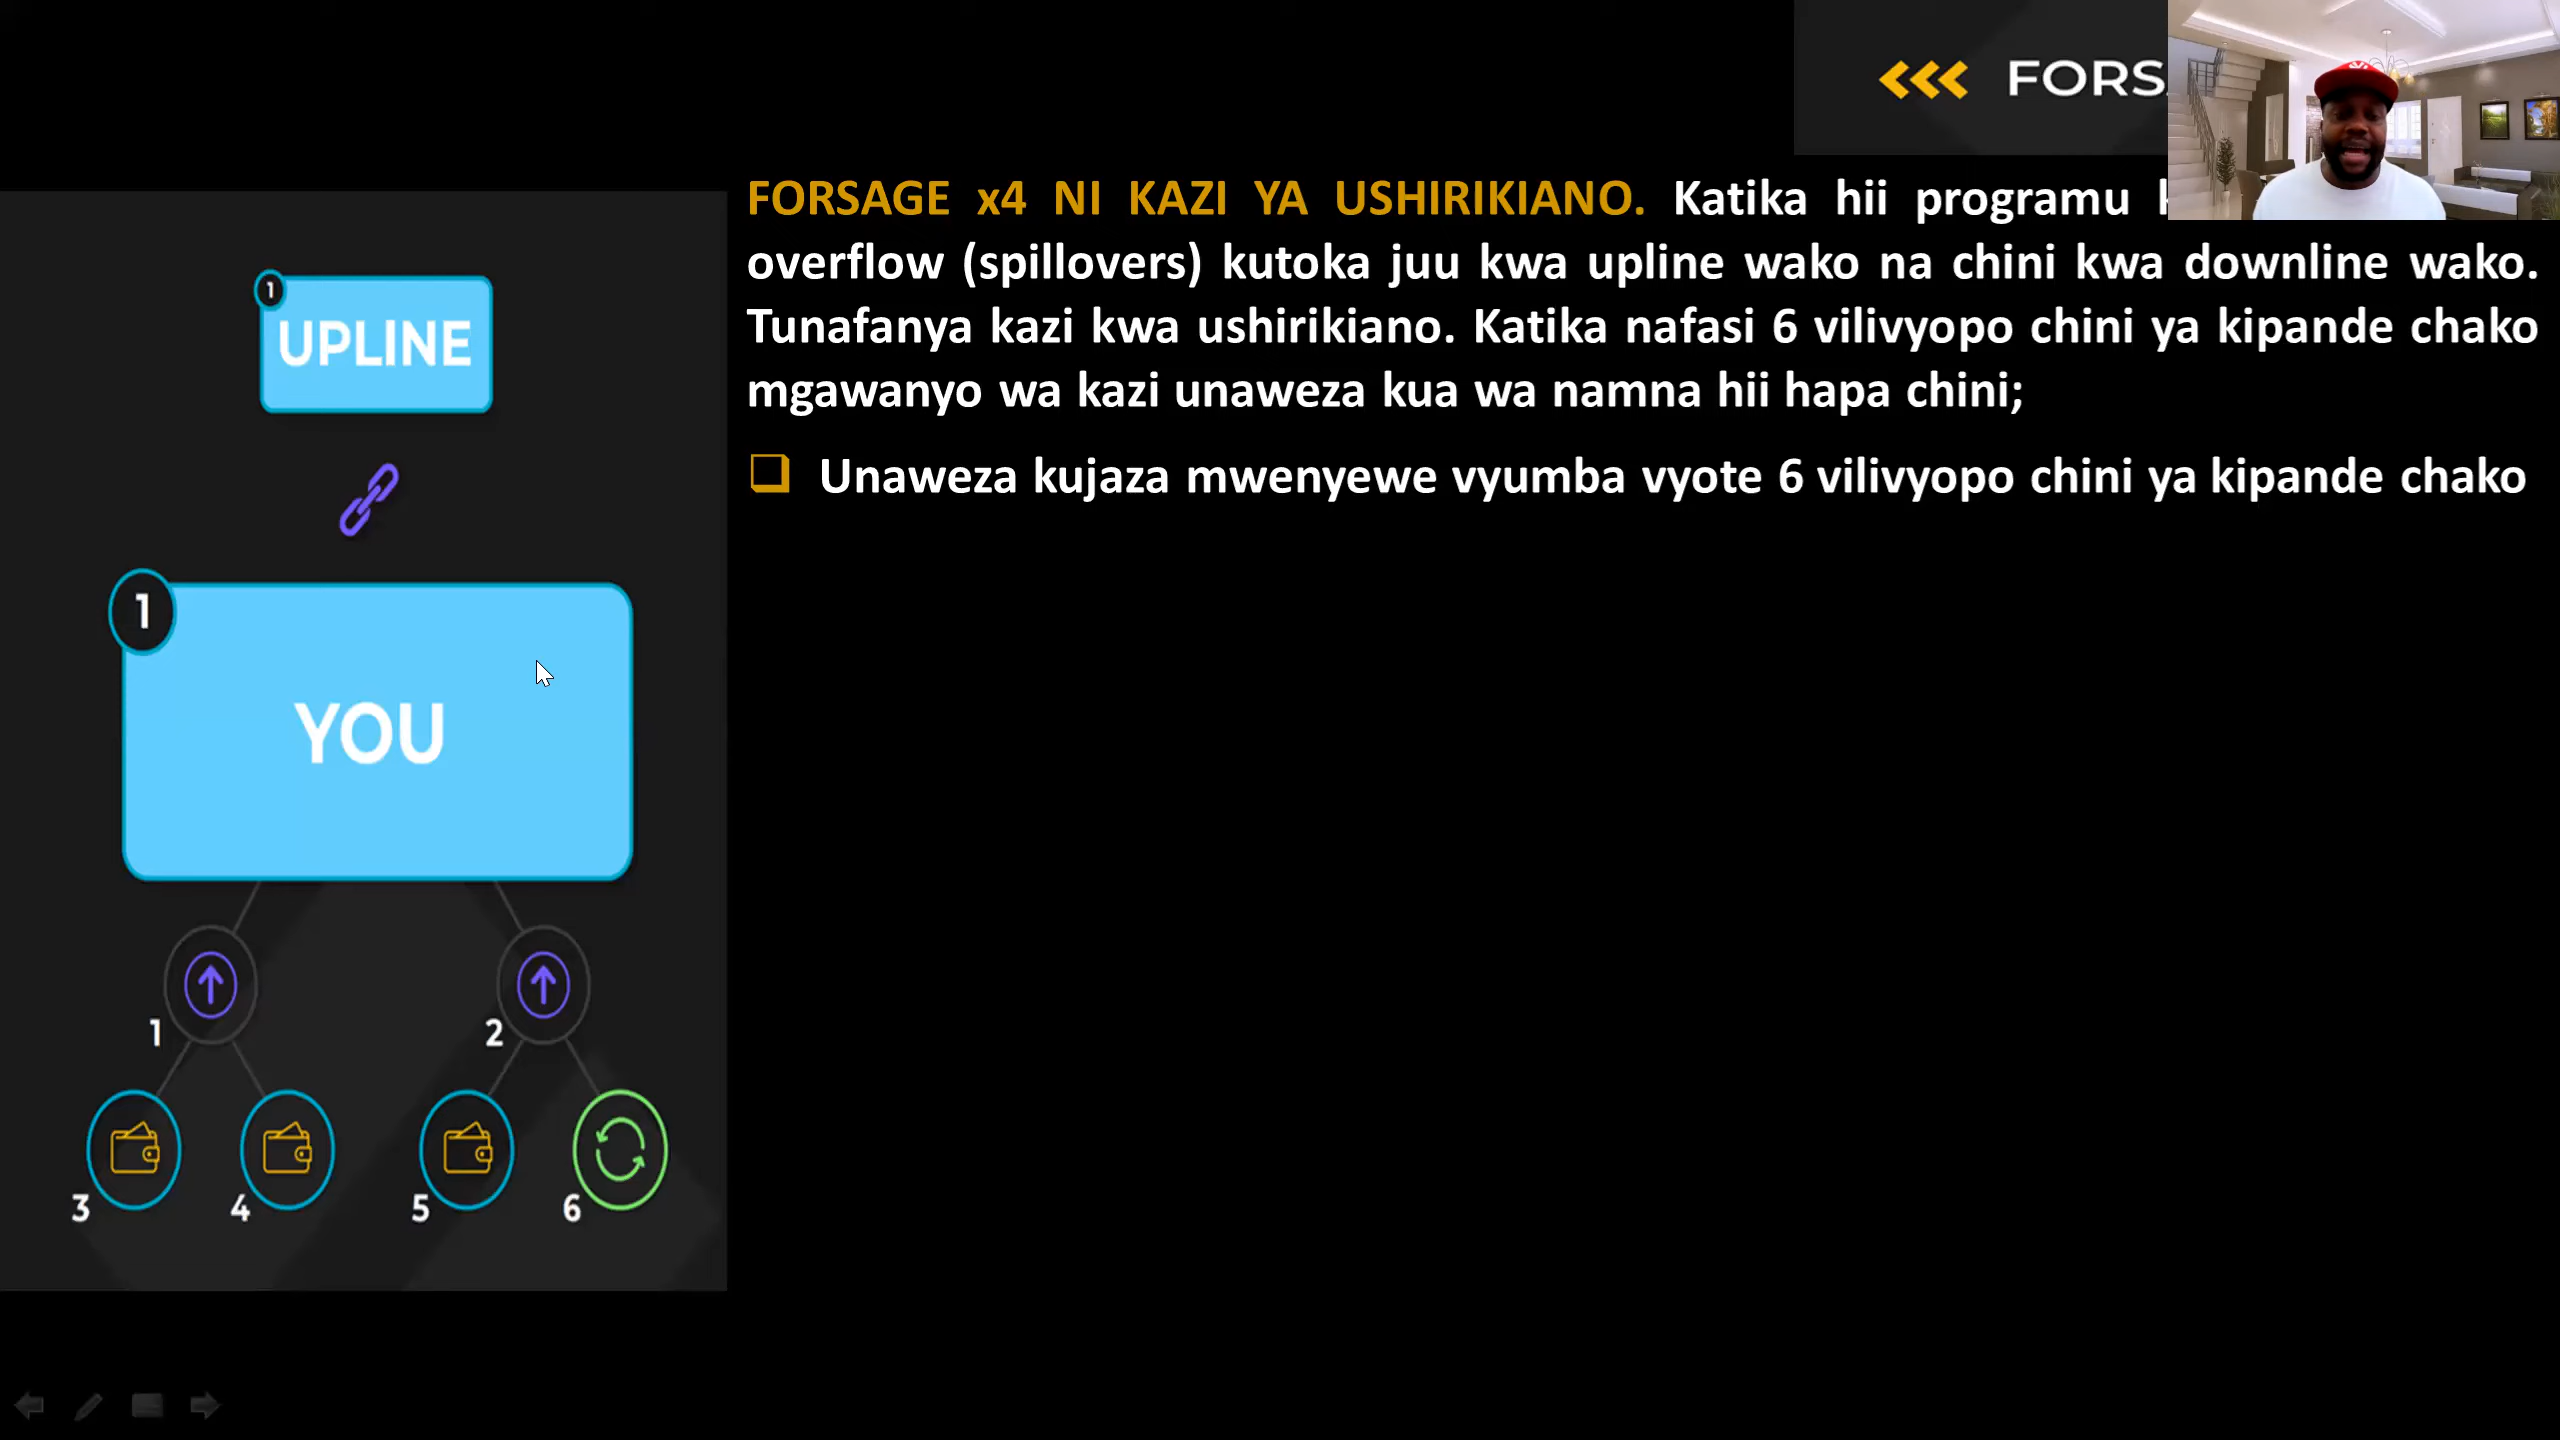 <<< FORS
FORSAGE x4 NI KAZI YA USHIRIKIANO. Katika hii programu
overflow (spillovers) kutoka juu kwa upline wako na chini kwa downline wako.
Tunafanya kazi kwa ushirikiano. Katika nafasi 6 vilivyopo chini ya kipande chako
mgawanyo wa kazi unaweza kua wa namna hii hapa chini;
❑ Unaweza kujaza mwenyewe vyumba vyote 6 vilivyopo chini ya kipande chako
1
UPLINE
1
YOU
1
2
3
4
5
6